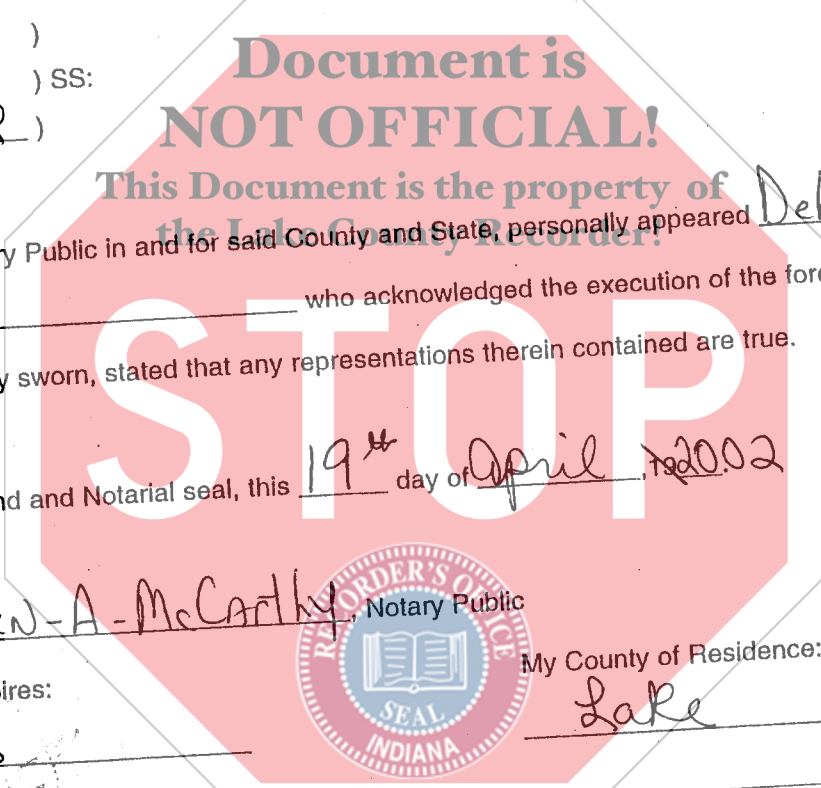 )
) SS:
)
Document is
NOT OFFICIAL!
This Document is the property of
the Lake County Recorder!
y Public in and for said County and State, personally appeared Del
who acknowledged the execution of the fore
y sworn, stated that any representations therein contained are true.
STOP
nd and Notarial seal, this 19th day of April, 2002
N-A-McCarthy, Notary Public
RECORDER'S OFFICE
SEAL
INDIANA
ires:
My County of Residence:
Lake